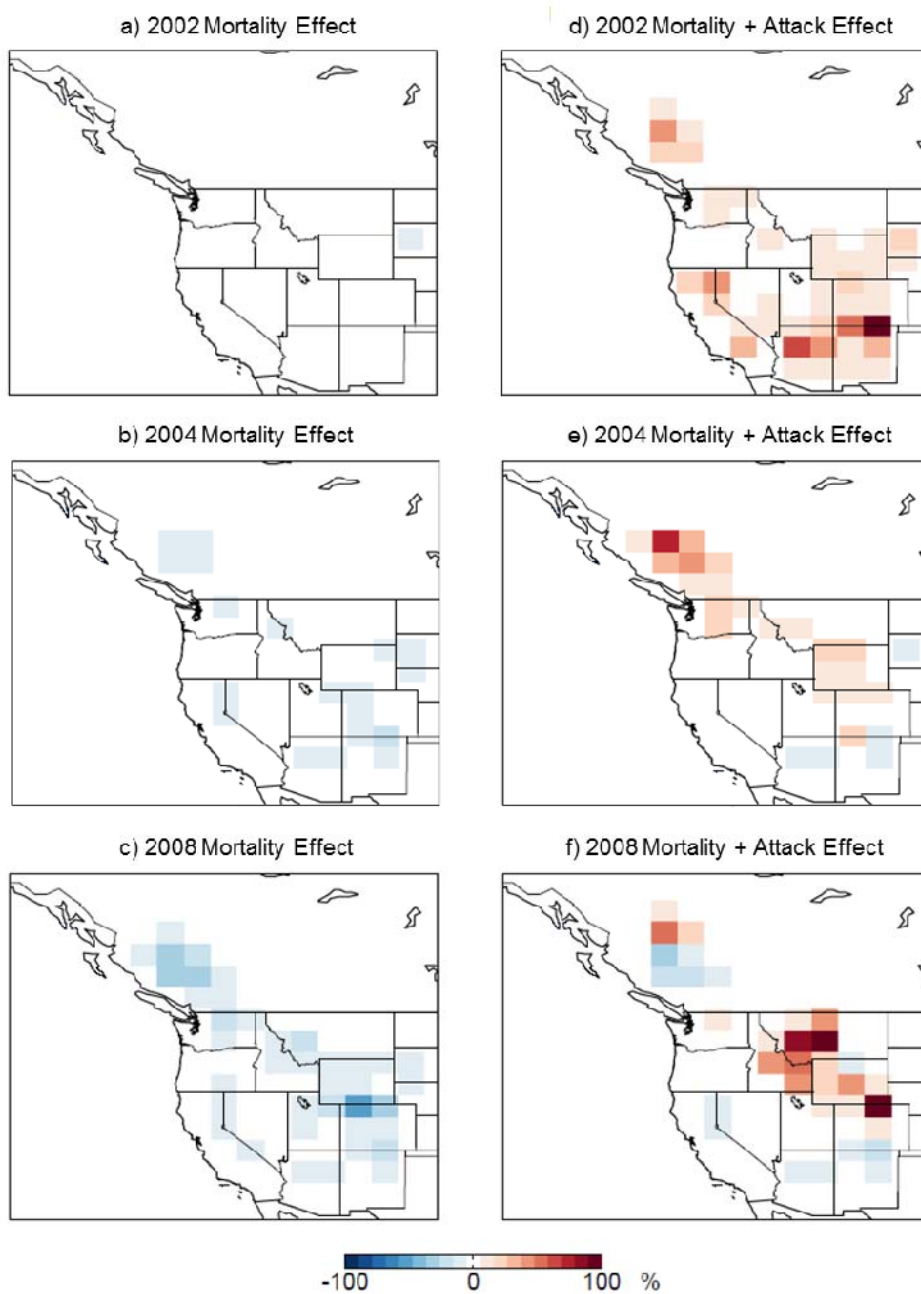 a) 2002 Mortality Effect
d) 2002 Mortality + Attack Effect
b) 2004 Mortality Effect
e) 2004 Mortality + Attack Effect
c) 2008 Mortality Effect
f) 2008 Mortality + Attack Effect
-100 0 100 %